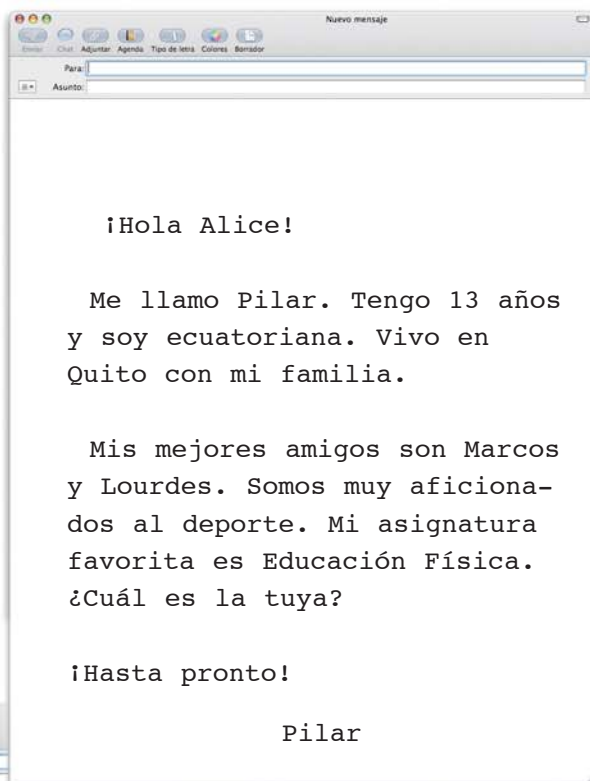 Nuevo mensaje
Enviar Chat Adjuntar Agenda Tipo de letra Colores Borrador
Para:
Asunto:
¡Hola Alice!
Me llamo Pilar. Tengo 13 años
y soy ecuatoriana. Vivo en
Quito con mi familia.
Mis mejores amigos son Marcos
y Lourdes. Somos muy aficiona-
dos al deporte. Mi asignatura
favorita es Educación Física.
¿Cuál es la tuya?
¡Hasta pronto!
Pilar